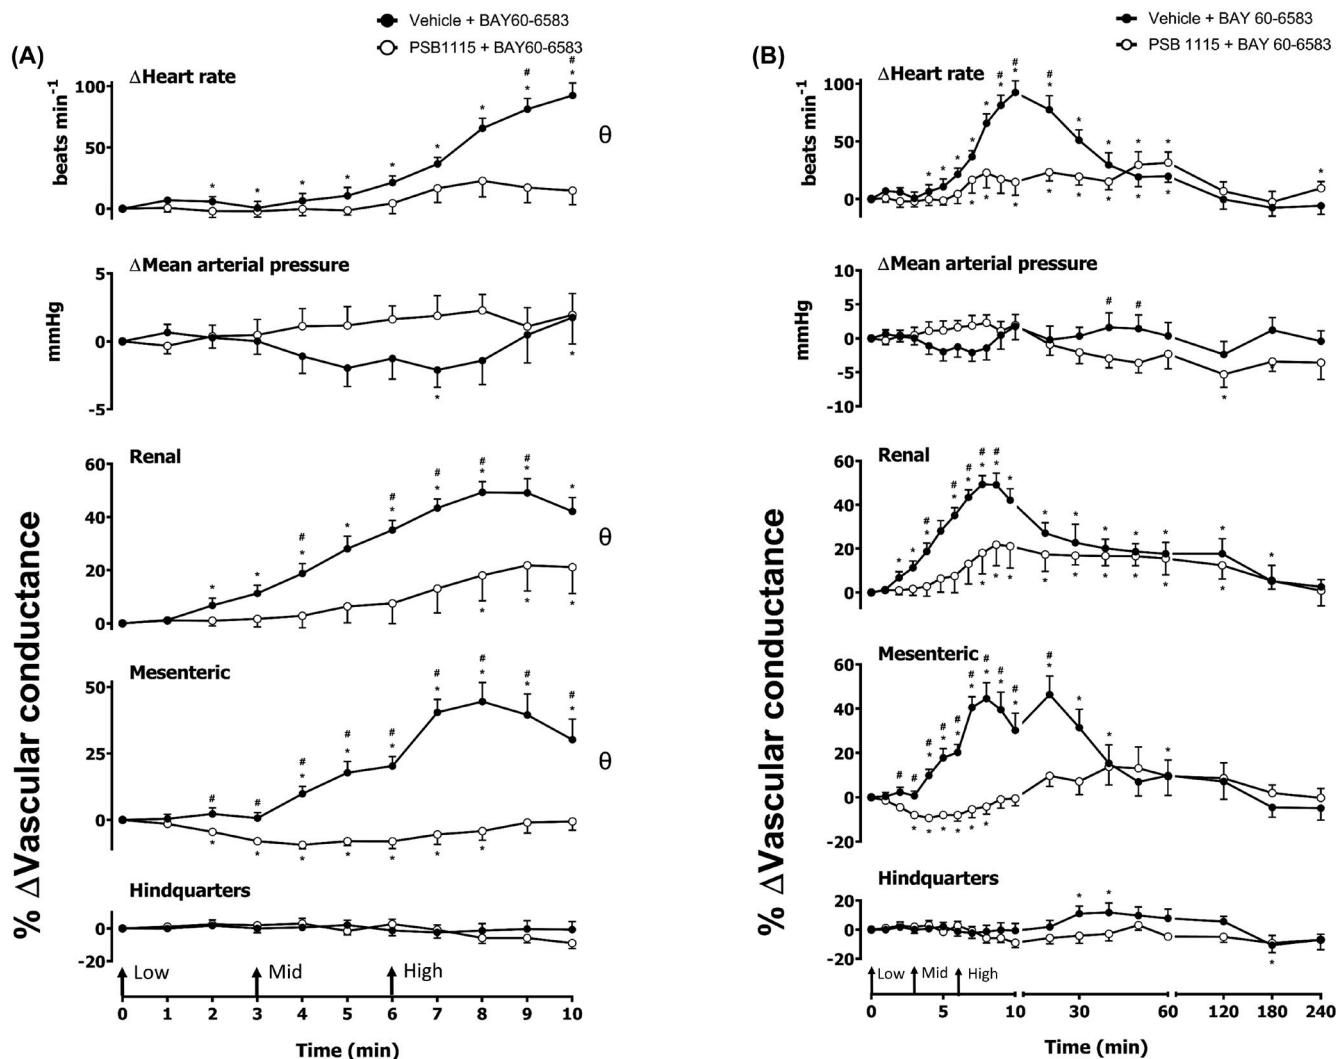 Vehicle + BAY60-6583
PSB1115 + BAY60-6583
(A)
ΔHeart rate
beats min⁻¹
100
50
0
θ
ΔMean arterial pressure
mmHg
5
0
-5
% ΔVascular conductance
Renal
60
40
20
0
θ
Mesenteric
50
25
0
θ
Hindquarters
0
-20
Low
Mid
High
0 1 2 3 4 5 6 7 8 9 10
Time (min)
Vehicle + BAY 60-6583
PSB 1115 + BAY 60-6583
(B)
ΔHeart rate
beats min⁻¹
100
50
0
ΔMean arterial pressure
mmHg
10
5
0
-5
-10
% ΔVascular conductance
Renal
60
40
20
0
Mesenteric
60
40
20
0
-20
Hindquarters
20
0
-20
Low
Mid
High
0 5 10 30 60 120 180 240
Time (min)